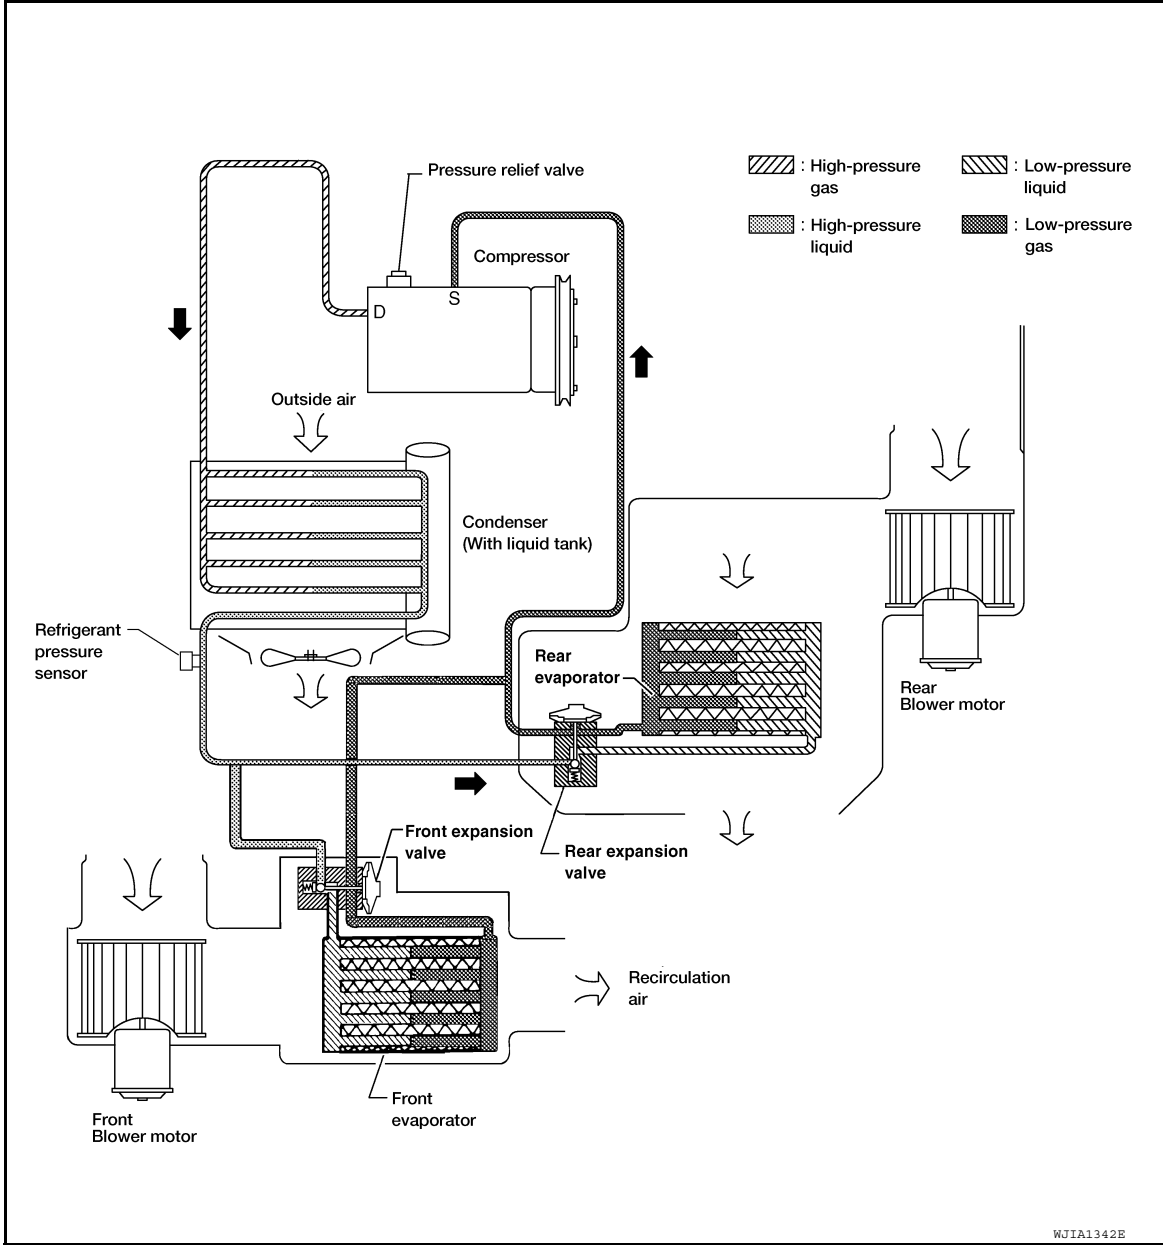 Pressure relief valve
: High-pressure
gas
: Low-pressure
liquid
: High-pressure
liquid
: Low-pressure
gas
Compressor
S
D
Outside air
Condenser
(With liquid tank)
Refrigerant
pressure
sensor
Rear
evaporator
Rear
Blower motor
Front expansion
valve
Rear expansion
valve
Recirculation
air
Front
evaporator
Front
Blower motor
WJIA1342E